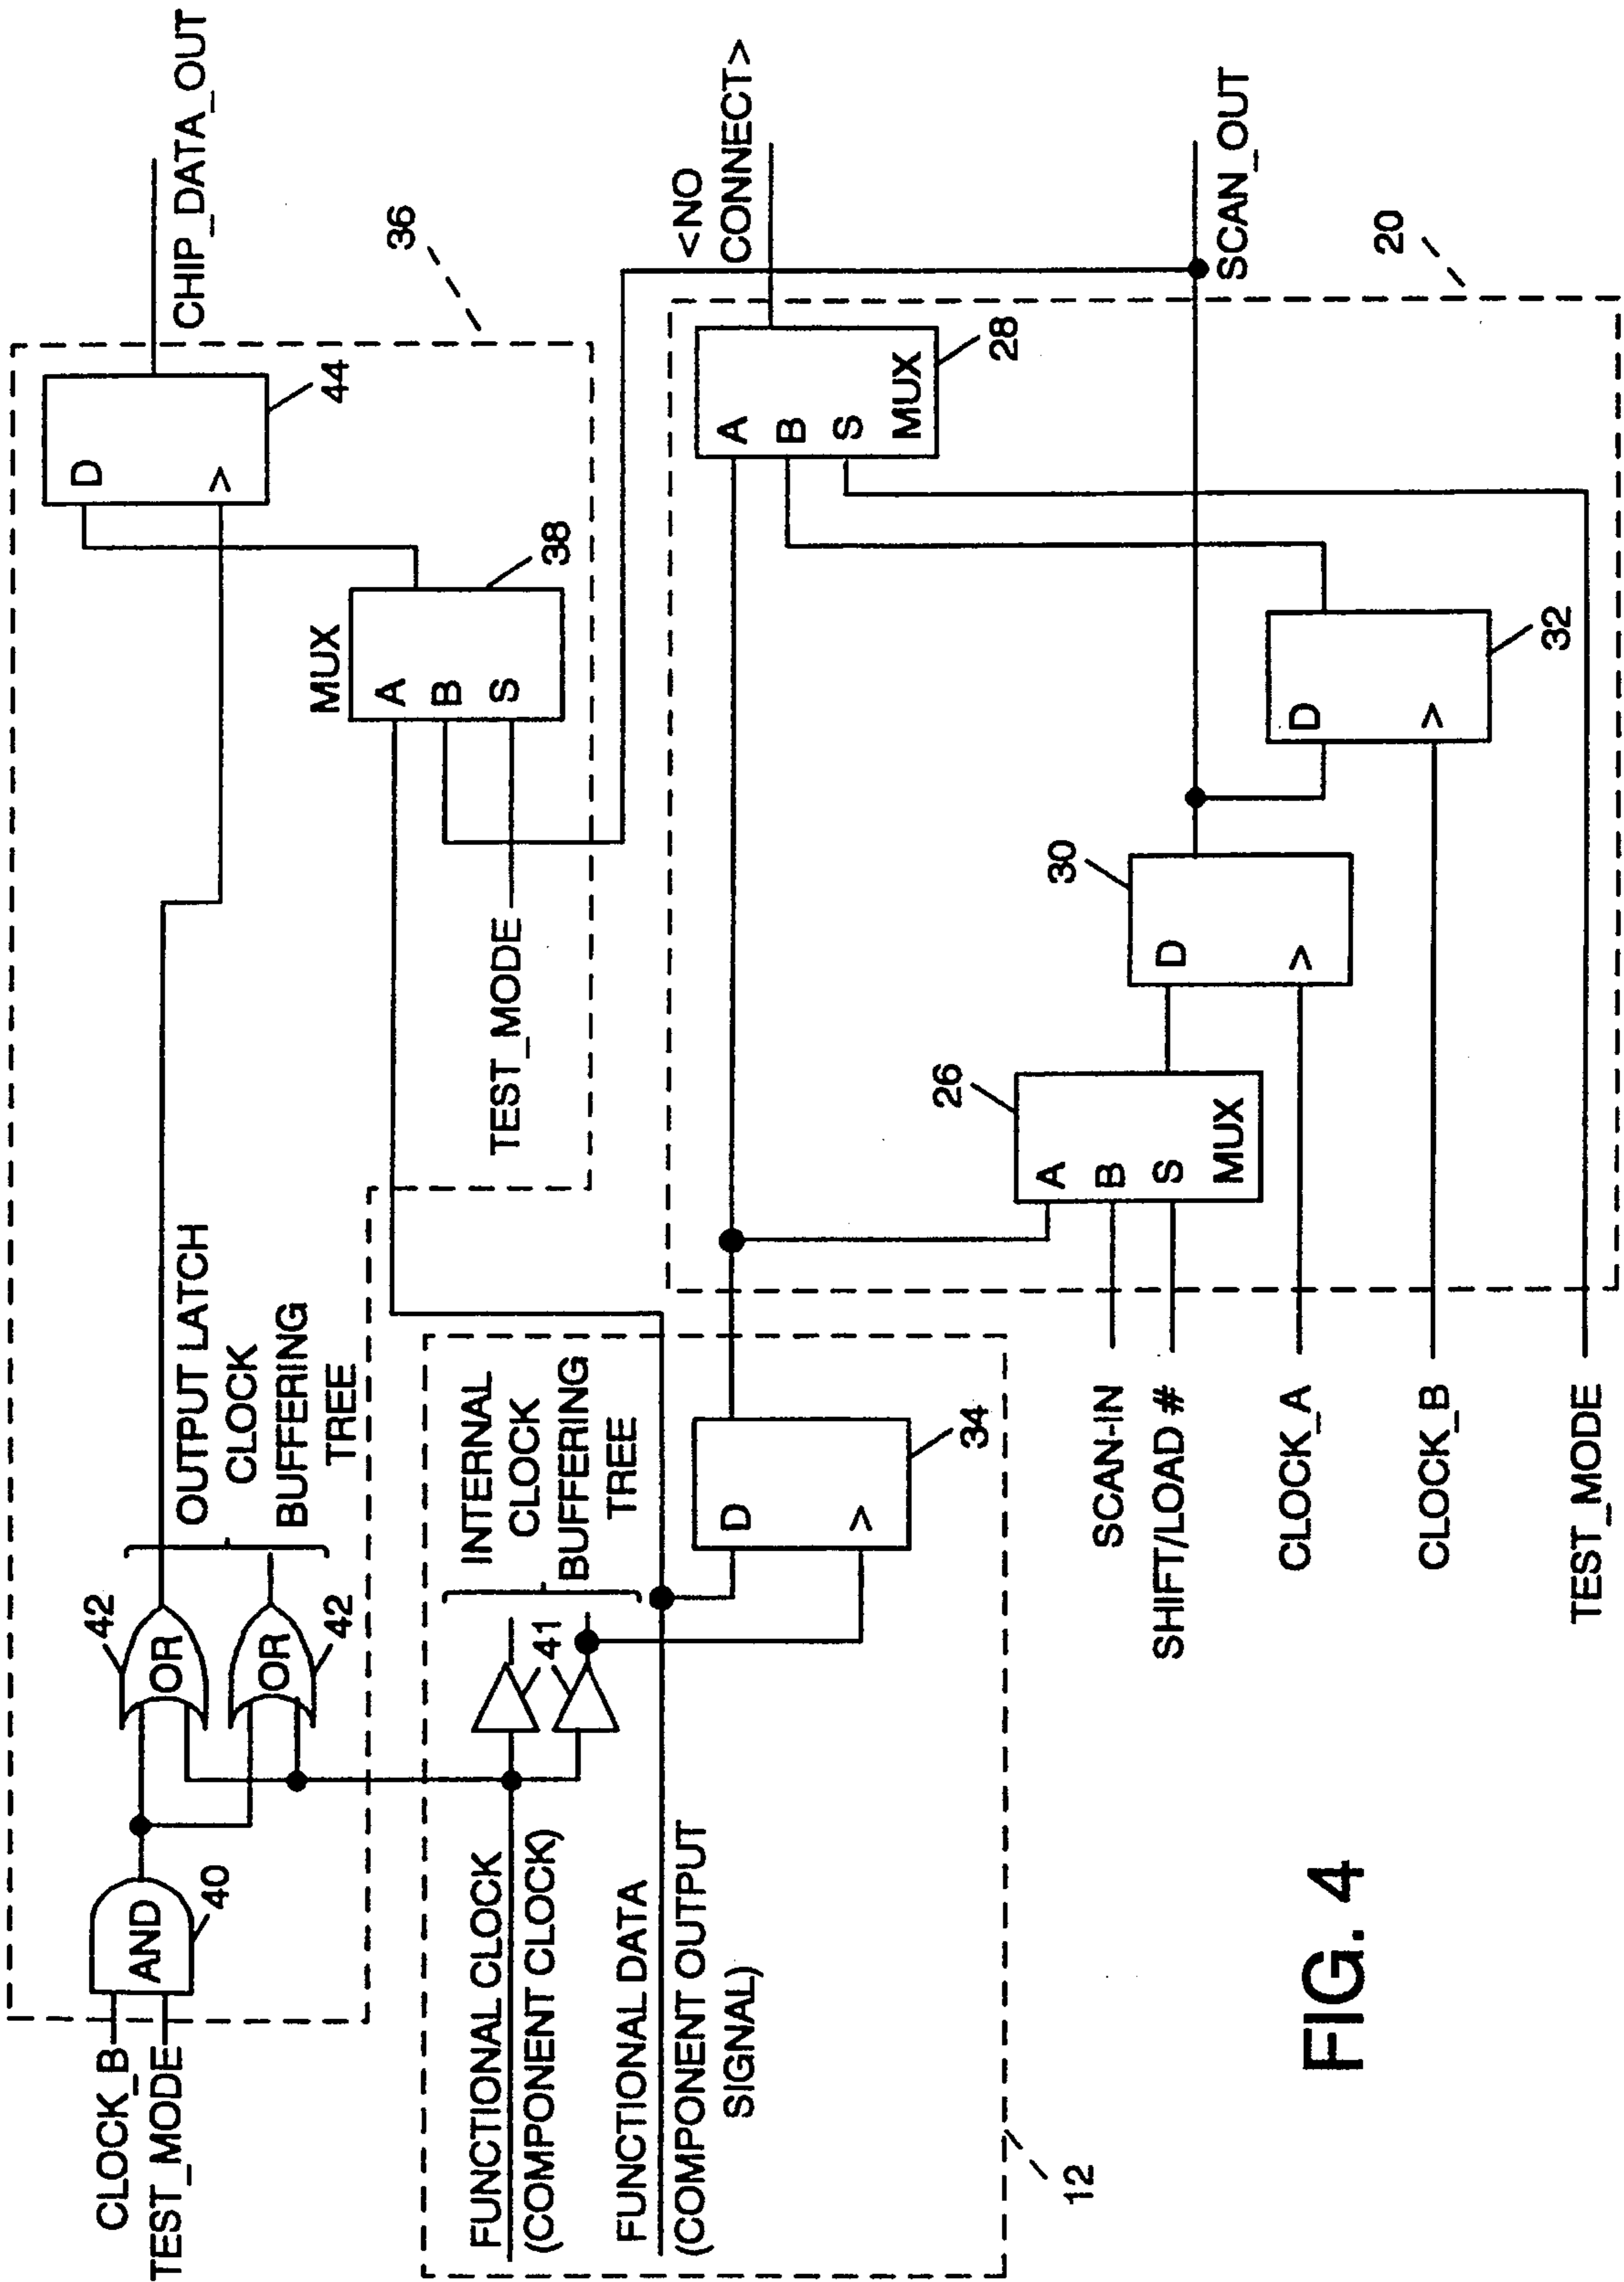 CLOCK_B
TEST_MODE
AND
40
42
OR
OR
42
OUTPUT LATCH
CLOCK
BUFFERING
TREE
D
>
44
CHIP_DATA_OUT
36
MUX
A
B
S
38
TEST_MODE
FUNCTIONAL CLOCK
(COMPONENT CLOCK)
41
INTERNAL
CLOCK
BUFFERING
TREE
FUNCTIONAL DATA
(COMPONENT OUTPUT
SIGNAL)
D
>
34
12
<NO
CONNECT>
A
B
S
MUX
28
SCAN_OUT
20
26
A
B
S
MUX
30
D
>
D
>
32
SCAN-IN
SHIFT/LOAD #
CLOCK_A
CLOCK_B
TEST_MODE
FIG. 4